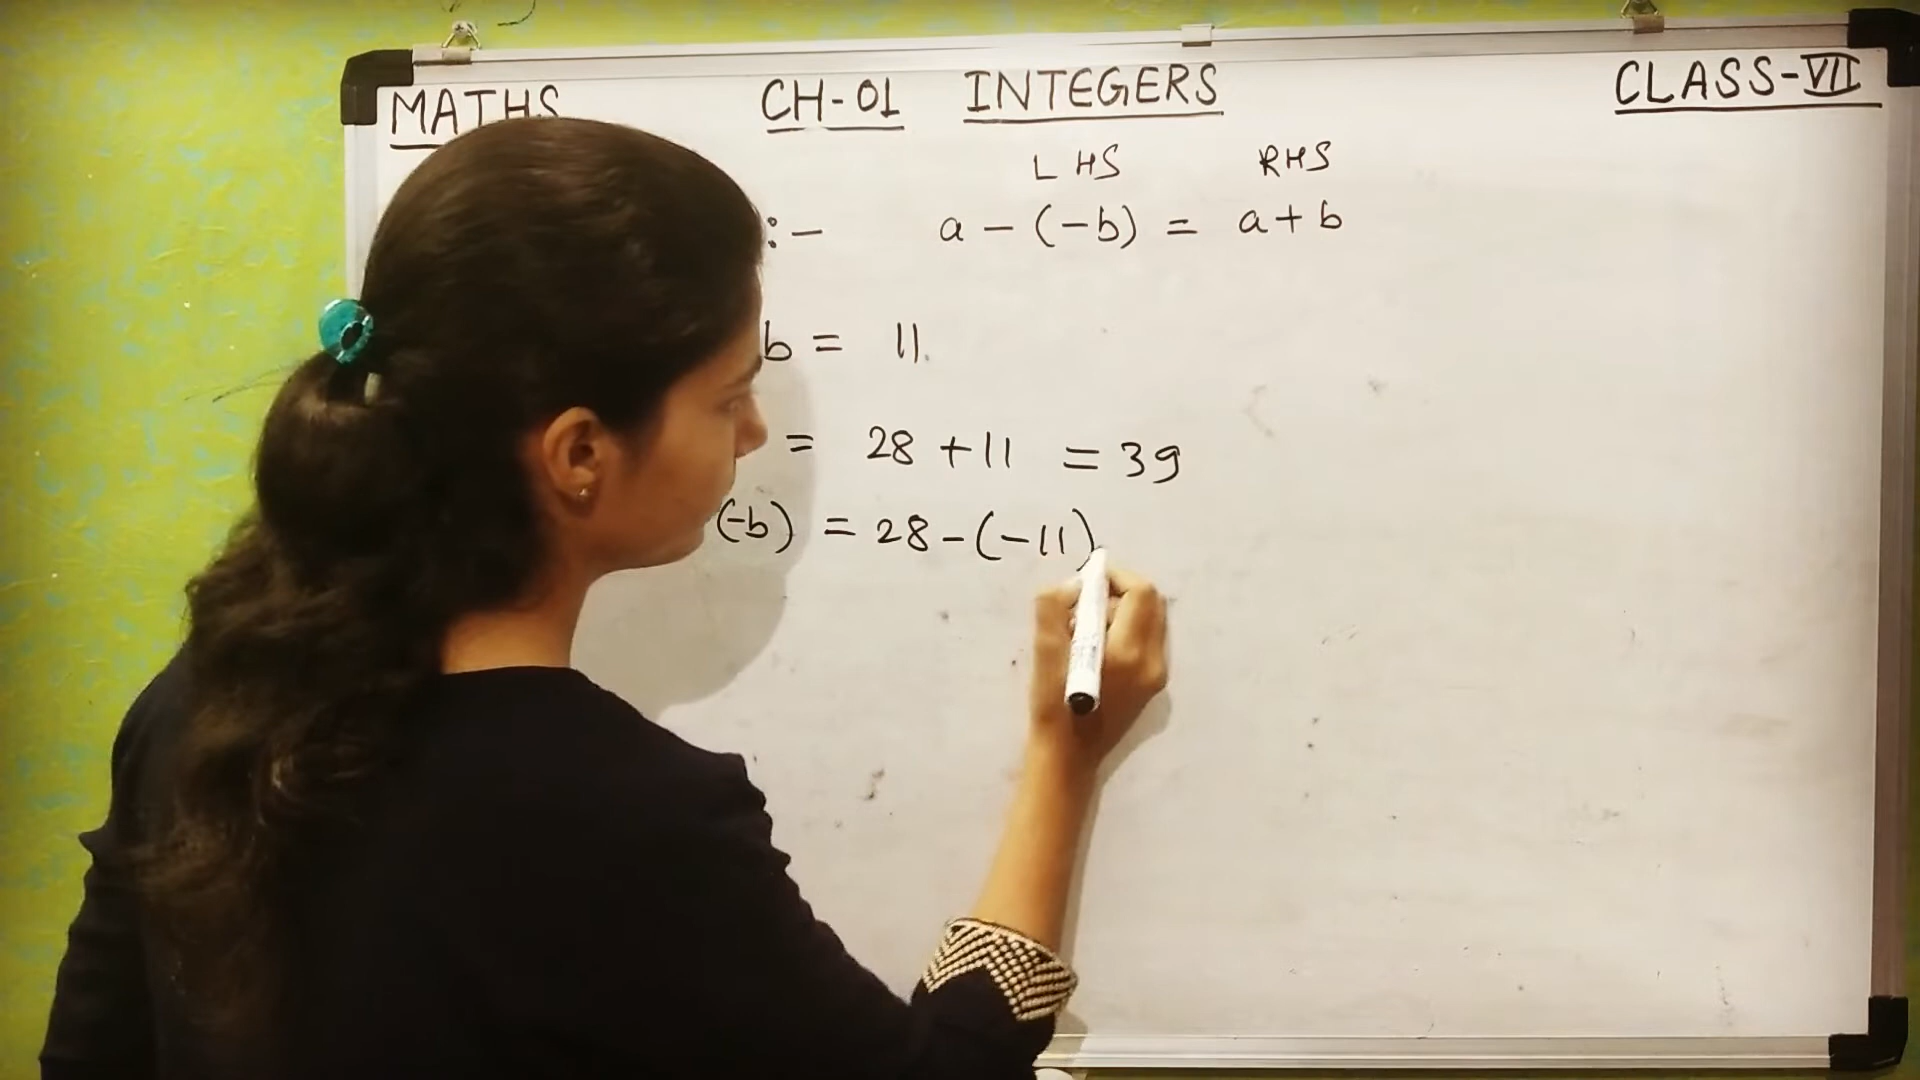 MATHS CH-01 INTEGERS CLASS-VII
LHS RHS
:- a - (-b) = a + b
b = 11.
= 28 + 11 = 39
(-b) = 28 - (-11)